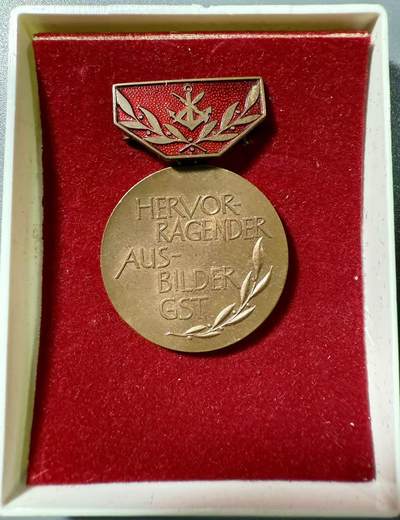 HERVOR-
RAGENDER
AUS-
BILDER
GST